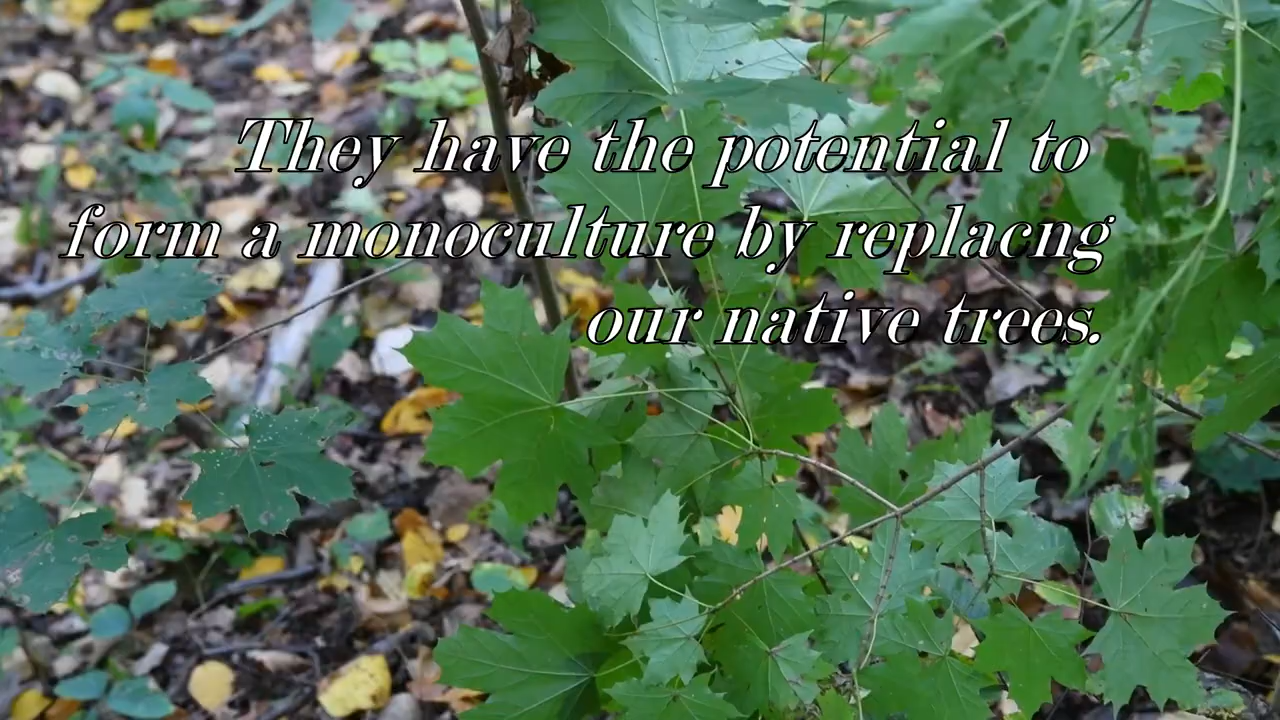 They have the potential to
form a monoculture by replacng
our native trees.